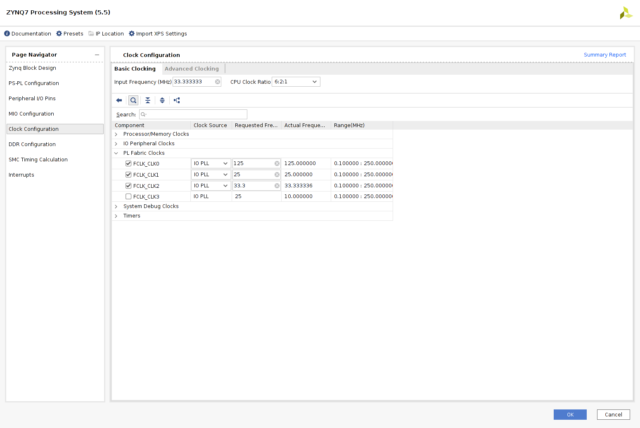 ZYNQ7 Processing System (5.5)
Documentation Presets IP Location Import XPS Settings
Page Navigator
Zynq Block Design
PS-PL Configuration
Peripheral I/O Pins
MIO Configuration
Clock Configuration
DDR Configuration
SMC Timing Calculation
Interrupts
Clock Configuration Summary Report
Basic Clocking Advanced Clocking
Input Frequency (MHz) 33.333333 CPU Clock Ratio 6:2:1
Search:
Component Clock Source Requested Fre... Actual Freque... Range(MHz)
Processor/Memory Clocks
IO Peripheral Clocks
PL Fabric Clocks
FCLK_CLK0 IO PLL 125 125.000000 0.100000 : 250.000000
FCLK_CLK1 IO PLL 25 25.000000 0.100000 : 250.000000
FCLK_CLK2 IO PLL 33.3 33.333336 0.100000 : 250.000000
FCLK_CLK3 IO PLL 25 10.000000 0.100000 : 250.000000
System Debug Clocks
Timers
OK Cancel